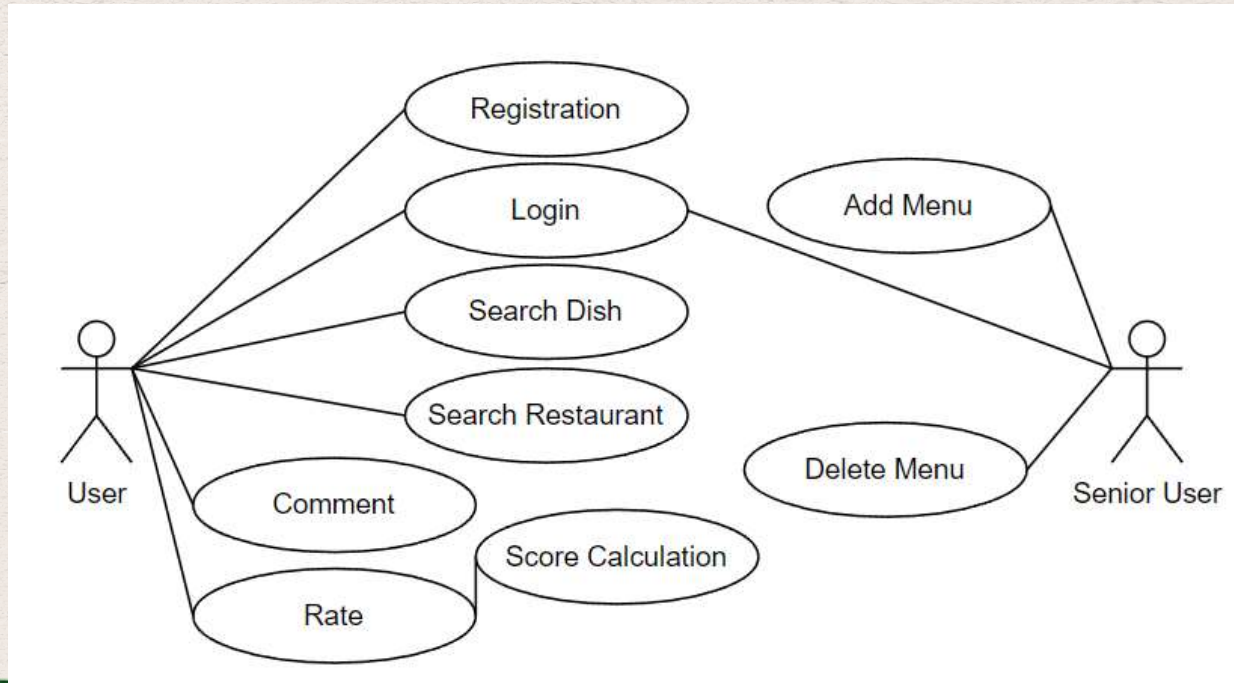 Registration
Login
Add Menu
Search Dish
Search Restaurant
User
Comment
Delete Menu
Senior User
Score Calculation
Rate